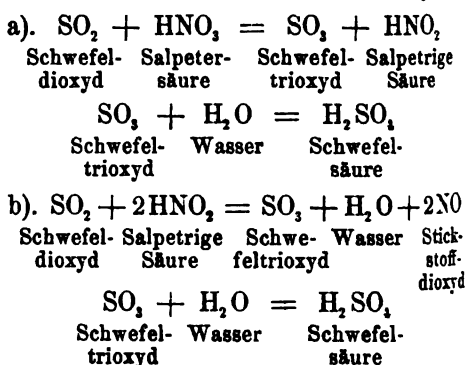 a). SO₂ + HNO₃ = SO₃ + HNO₂
Schwefel- Salpeter- Schwefel- Salpetrige
dioxyd säure trioxyd Säure
SO₃ + H₂O = H₂SO₄
Schwefel- Wasser Schwefel-
trioxyd säure
b). SO₂ + 2HNO₂ = SO₃ + H₂O + 2NO
Schwefel- Salpetrige Schwe- Wasser Stick-
dioxyd Säure feltrioxyd stoff-
dioxyd
SO₃ + H₂O = H₂SO₄
Schwefel- Wasser Schwefel-
trioxyd säure